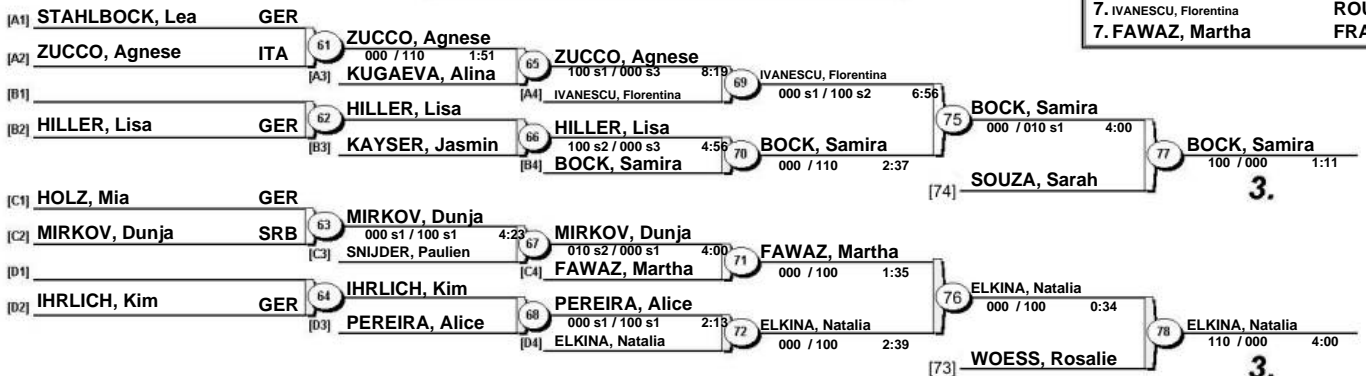 7. IVANESCU, Florentina ROU
7. FAWAZ, Martha FRA
[A1] STAHLBOCK, Lea GER
[A2] ZUCCO, Agnese ITA
61 ZUCCO, Agnese
000 / 110 1:51
[A3] KUGAEVA, Alina
65 ZUCCO, Agnese
100 s1 / 000 s3 8:19
[A4] IVANESCU, Florentina
69 IVANESCU, Florentina
000 s1 / 100 s2 6:56
[B1]
[B2] HILLER, Lisa GER
62 HILLER, Lisa
[B3] KAYSER, Jasmin
66 HILLER, Lisa
100 s2 / 000 s3 4:56
[B4] BOCK, Samira
70 BOCK, Samira
000 / 110 2:37
75 BOCK, Samira
000 / 010 s1 4:00
[74] SOUZA, Sarah
77 BOCK, Samira
100 / 000 1:11
3.
[C1] HOLZ, Mia GER
[C2] MIRKOV, Dunja SRB
63 MIRKOV, Dunja
000 s1 / 100 s1 4:23
[C3] SNIJDER, Paulien
67 MIRKOV, Dunja
010 s2 / 000 s1 4:00
[C4] FAWAZ, Martha
71 FAWAZ, Martha
000 / 100 1:35
[D1]
[D2] IHRLICH, Kim GER
64 IHRLICH, Kim
[D3] PEREIRA, Alice
68 PEREIRA, Alice
000 s1 / 100 s1 2:13
[D4] ELKINA, Natalia
72 ELKINA, Natalia
000 / 100 2:39
76 ELKINA, Natalia
000 / 100 0:34
[73] WOESS, Rosalie
78 ELKINA, Natalia
110 / 000 4:00
3.